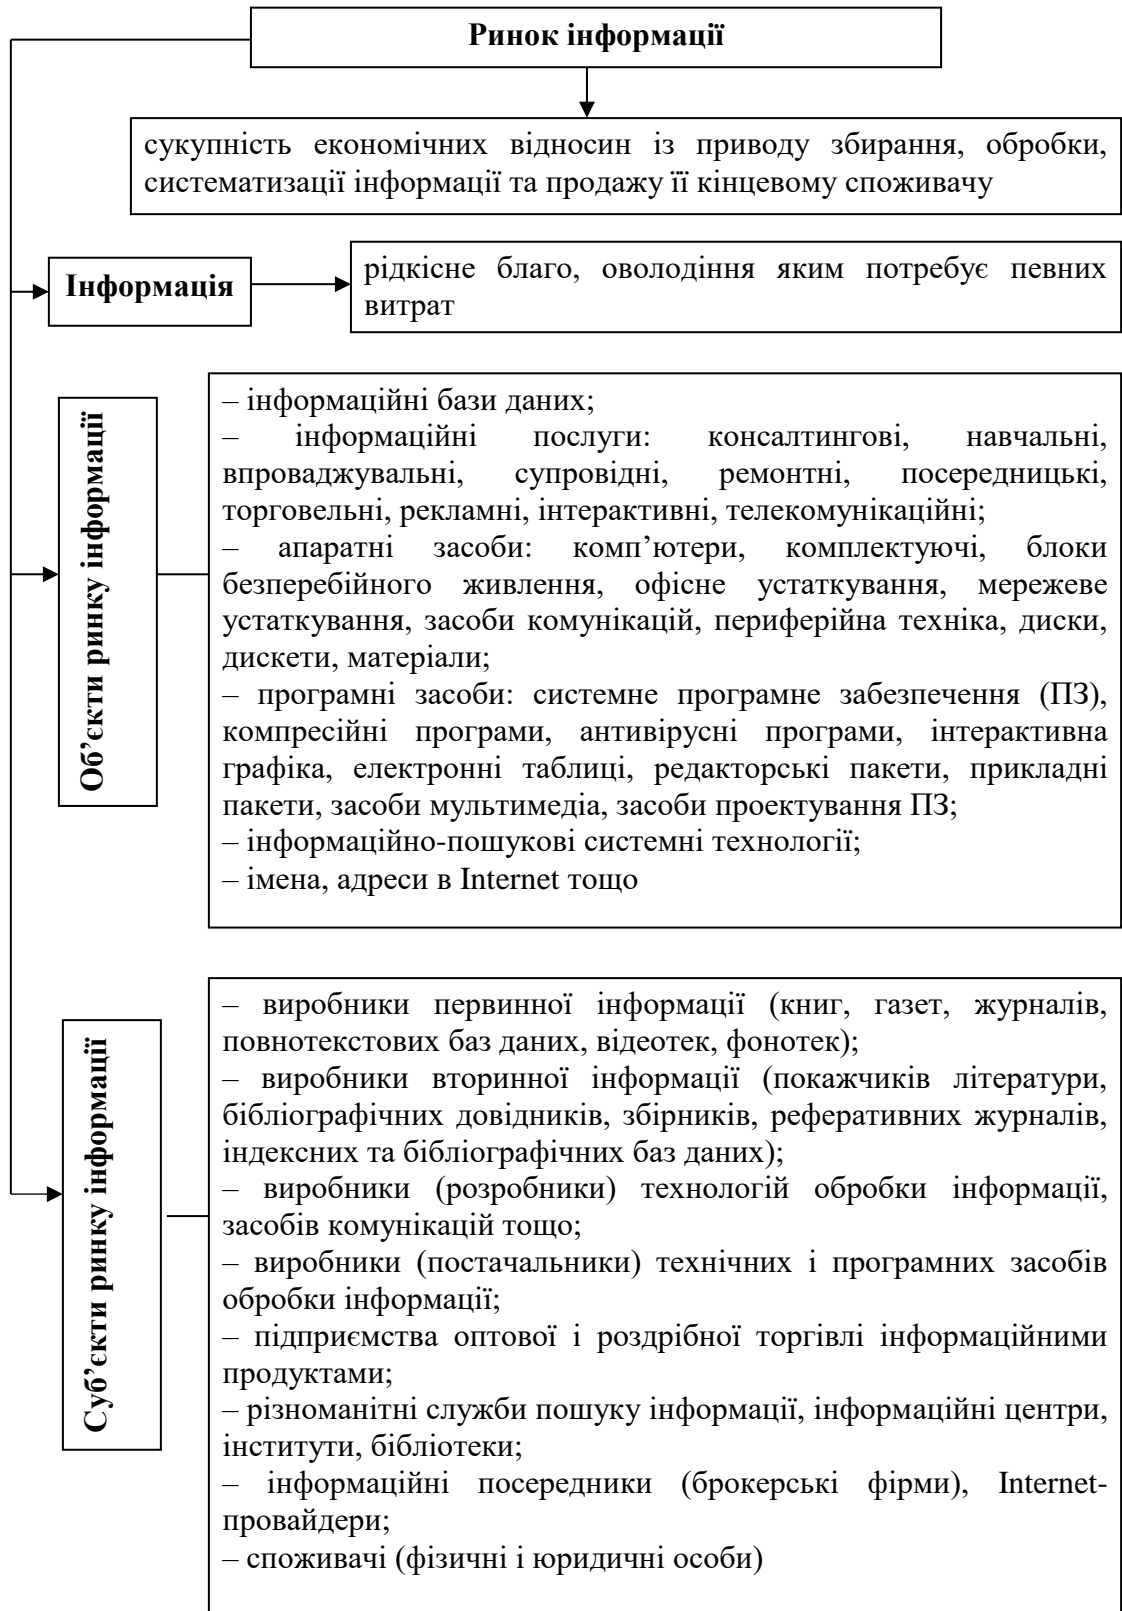 Ринок інформації
сукупність економічних відносин із приводу збирання, обробки,
систематизації інформації та продажу її кінцевому споживачу
Інформація
рідкісне благо, оволодіння яким потребує певних
витрат
Об’єкти ринку інформації
– інформаційні бази даних;
– інформаційні послуги: консалтингові, навчальні,
впроваджувальні, супровідні, ремонтні, посередницькі,
торговельні, рекламні, інтерактивні, телекомунікаційні;
– апаратні засоби: комп’ютери, комплектуючі, блоки
безперебійного живлення, офісне устаткування, мережеве
устаткування, засоби комунікацій, периферійна техніка, диски,
дискети, матеріали;
– програмні засоби: системне програмне забезпечення (ПЗ),
компресійні програми, антивірусні програми, інтерактивна
графіка, електронні таблиці, редакторські пакети, прикладні
пакети, засоби мультимедіа, засоби проектування ПЗ;
– інформаційно-пошукові системні технології;
– імена, адреси в Internet тощо
Суб’єкти ринку інформації
– виробники первинної інформації (книг, газет, журналів,
повнотекстових баз даних, відеотек, фонотек);
– виробники вторинної інформації (покажчиків літератури,
бібліографічних довідників, збірників, реферативних журналів,
індексних та бібліографічних баз даних);
– виробники (розробники) технологій обробки інформації,
засобів комунікацій тощо;
– виробники (постачальники) технічних і програмних засобів
обробки інформації;
– підприємства оптової і роздрібної торгівлі інформаційними
продуктами;
– різноманітні служби пошуку інформації, інформаційні центри,
інститути, бібліотеки;
– інформаційні посередники (брокерські фірми), Internet-
провайдери;
– споживачі (фізичні і юридичні особи)